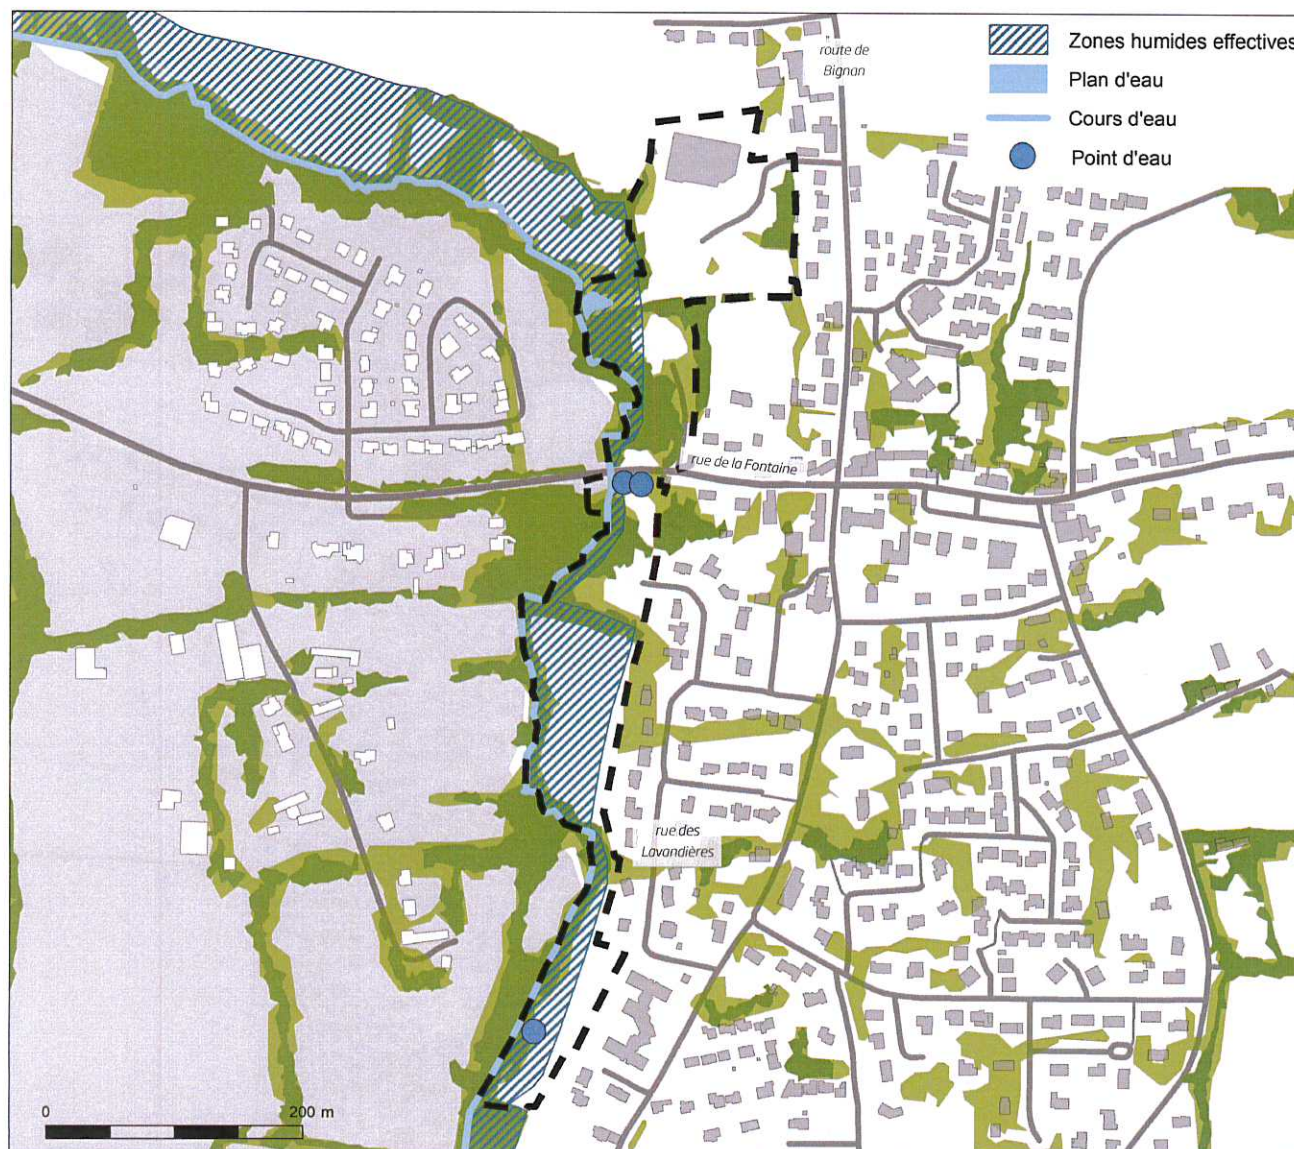 route de
Bignan
Zones humides effectives
Plan d'eau
Cours d'eau
Point d'eau
rue de la Fontaine
rue des
Lavandières
0
200 m